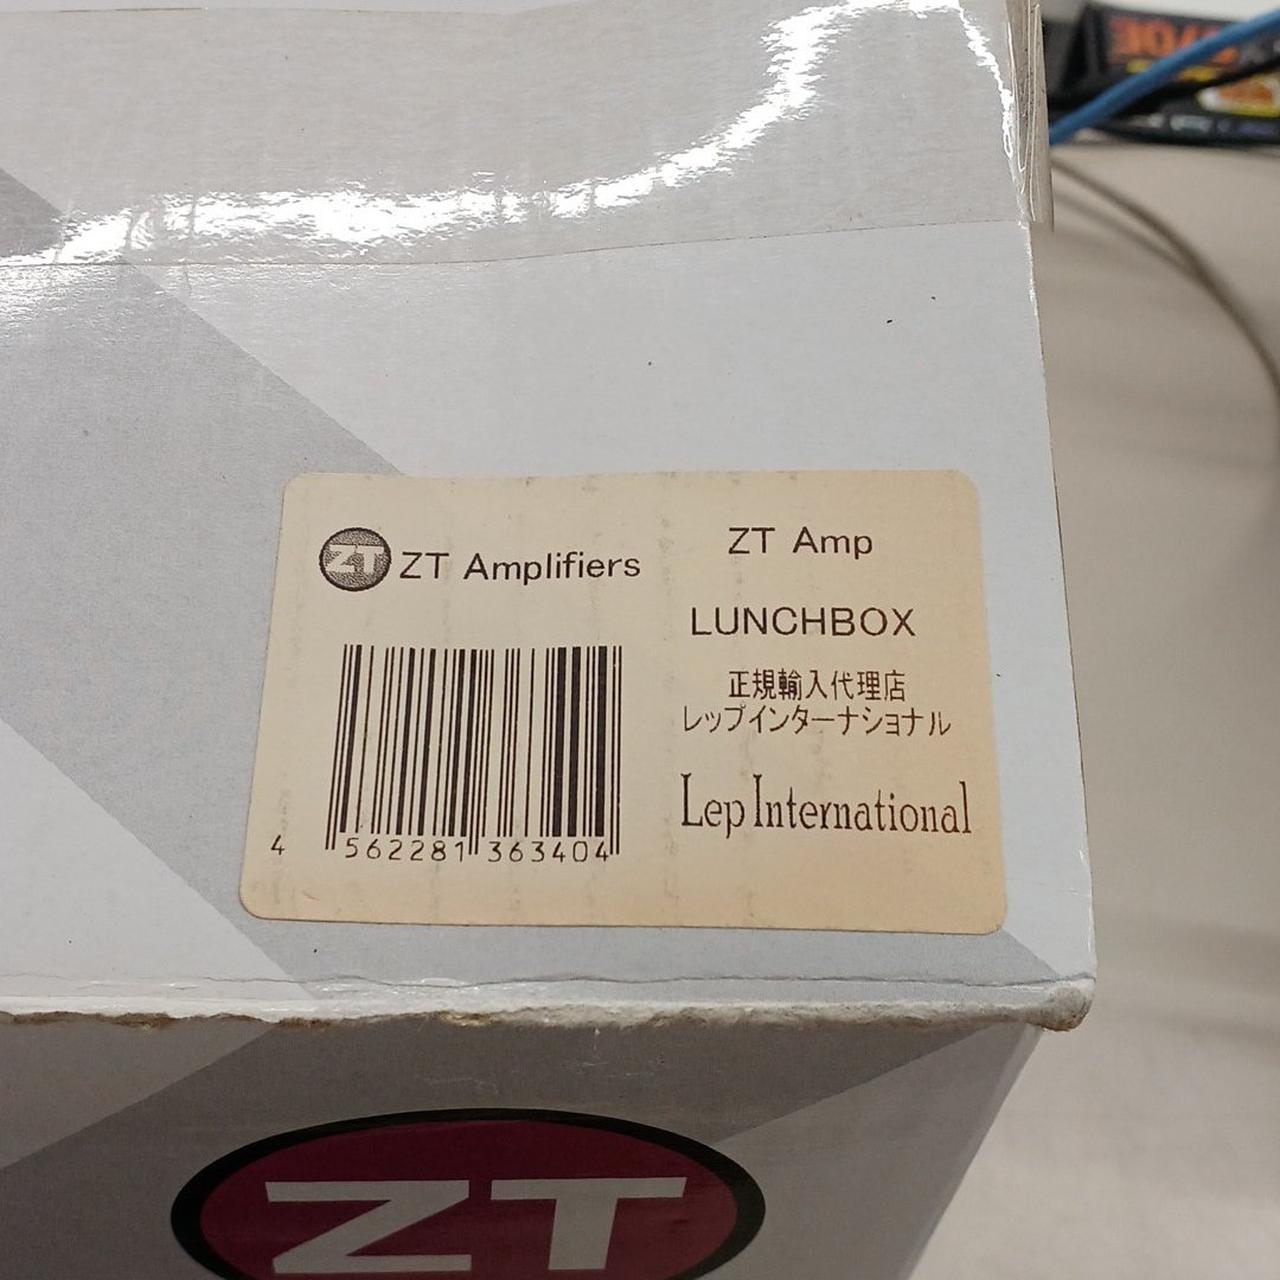 ZT ZT Amplifiers
ZT Amp
LUNCHBOX
正規輸入代理店
レップインターナショナル
Lep International
4 562281 363404
ZT